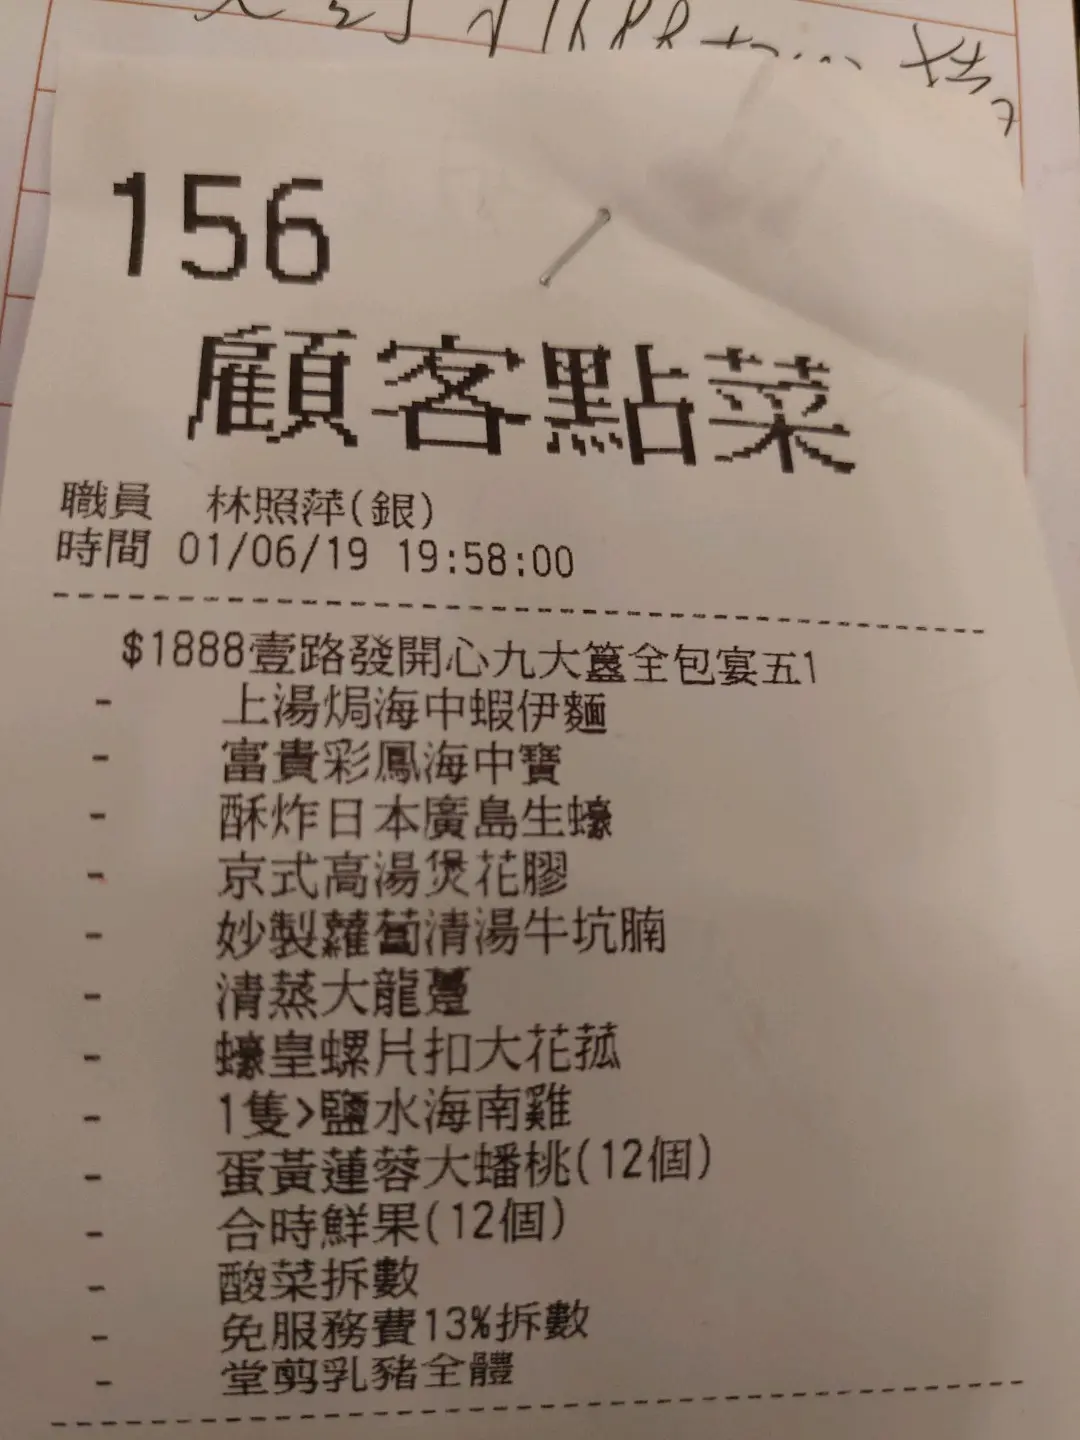 156
顧客點菜
職員 林照萍(銀)
時間 01/06/19 19:58:00
$1888壹路發開心九大簋全包宴五1
- 上湯焗海中蝦伊麵
- 富貴彩鳳海中寶
- 酥炸日本廣島生蠔
- 京式高湯煲花膠
- 妙製蘿蔔清湯牛坑腩
- 清蒸大龍躉
- 蠔皇螺片扣大花菰
- 1隻>鹽水海南雞
- 蛋黃蓮蓉大蟠桃(12個)
- 合時鮮果(12個)
- 酸菜拆數
- 免服務費13%拆數
- 堂剪乳豬全體